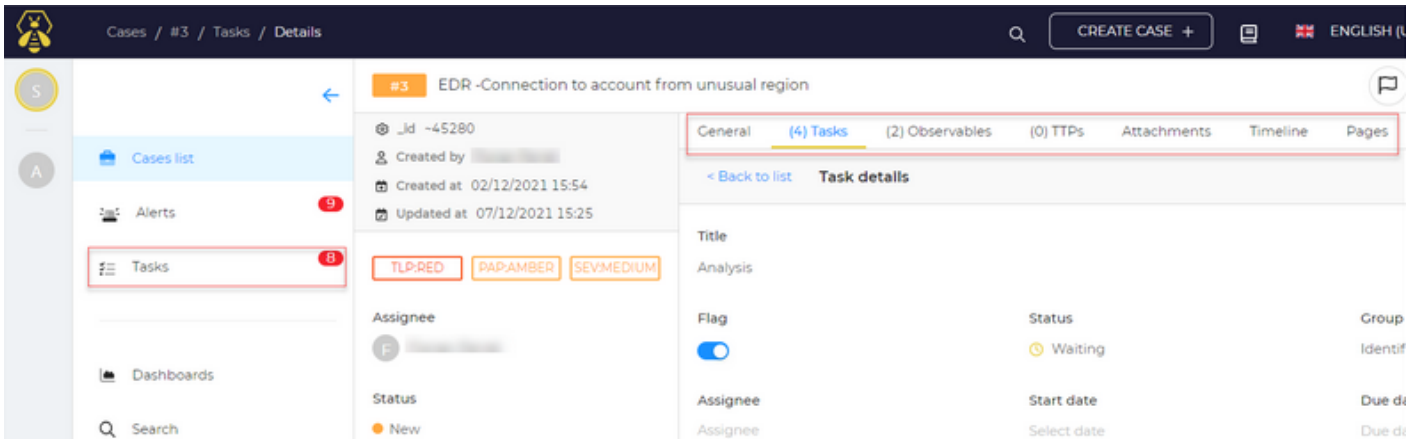 Cases / #3 / Tasks / Details
CREATE CASE +
ENGLISH (U
S
A
Cases list
Alerts
9
Tasks
8
Dashboards
Search
#3 EDR -Connection to account from unusual region
_id ~45280
Created by
Created at 02/12/2021 15:54
Updated at 07/12/2021 15:25
TLP:RED PAP:AMBER SEV:MEDIUM
Assignee
F
Status
New
General (4) Tasks (2) Observables (0) TTPs Attachments Timeline Pages
< Back to list Task details
Title
Analysis
Flag Status Group
Waiting Identif
Assignee Start date Due da
Assignee Select date Due da